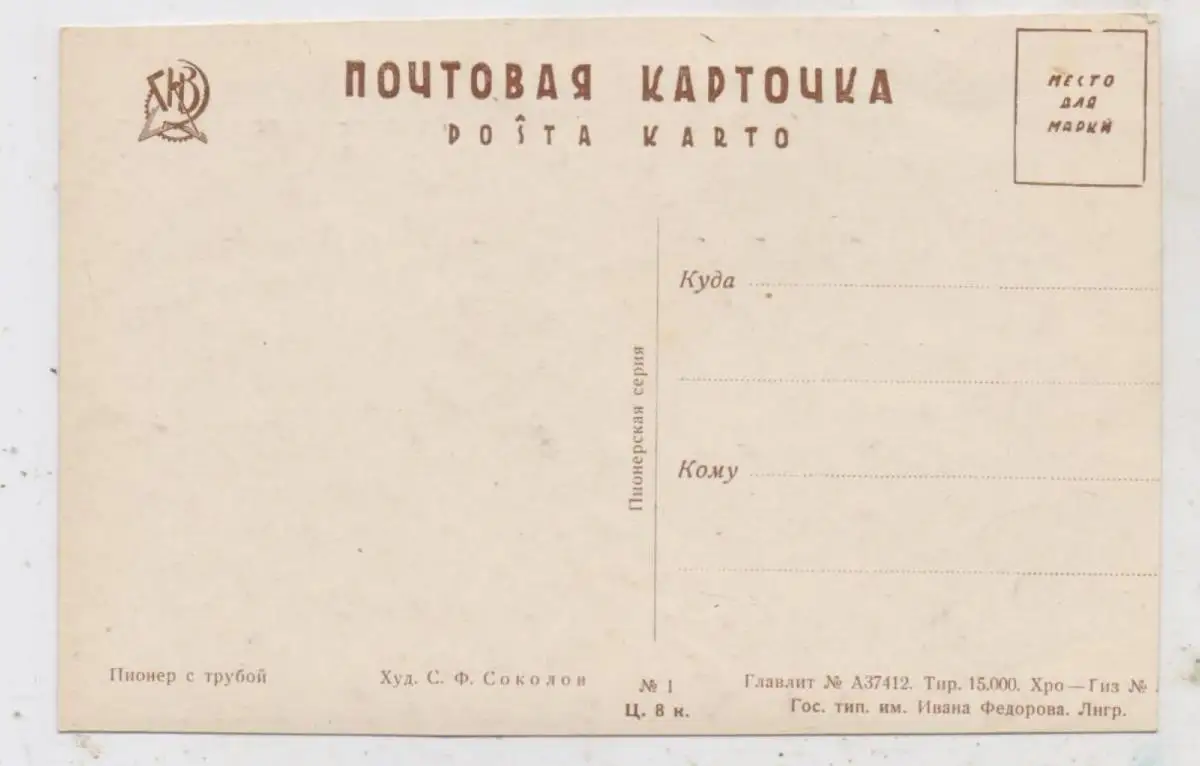 ПОЧТОВАЯ КАРТОЧКА
POŜTA KARTO
МЕСТО
ДЛЯ
МАРКИ
Куда
Пионерская серия
Кому
Пионер с трубой
Худ. С. Ф. Соколов
№ 1
Ц. 8 к.
Главлит № А37412. Тир. 15.000. Хро — Гиз №
Гос. тип. им. Ивана Федорова. Лнгр.